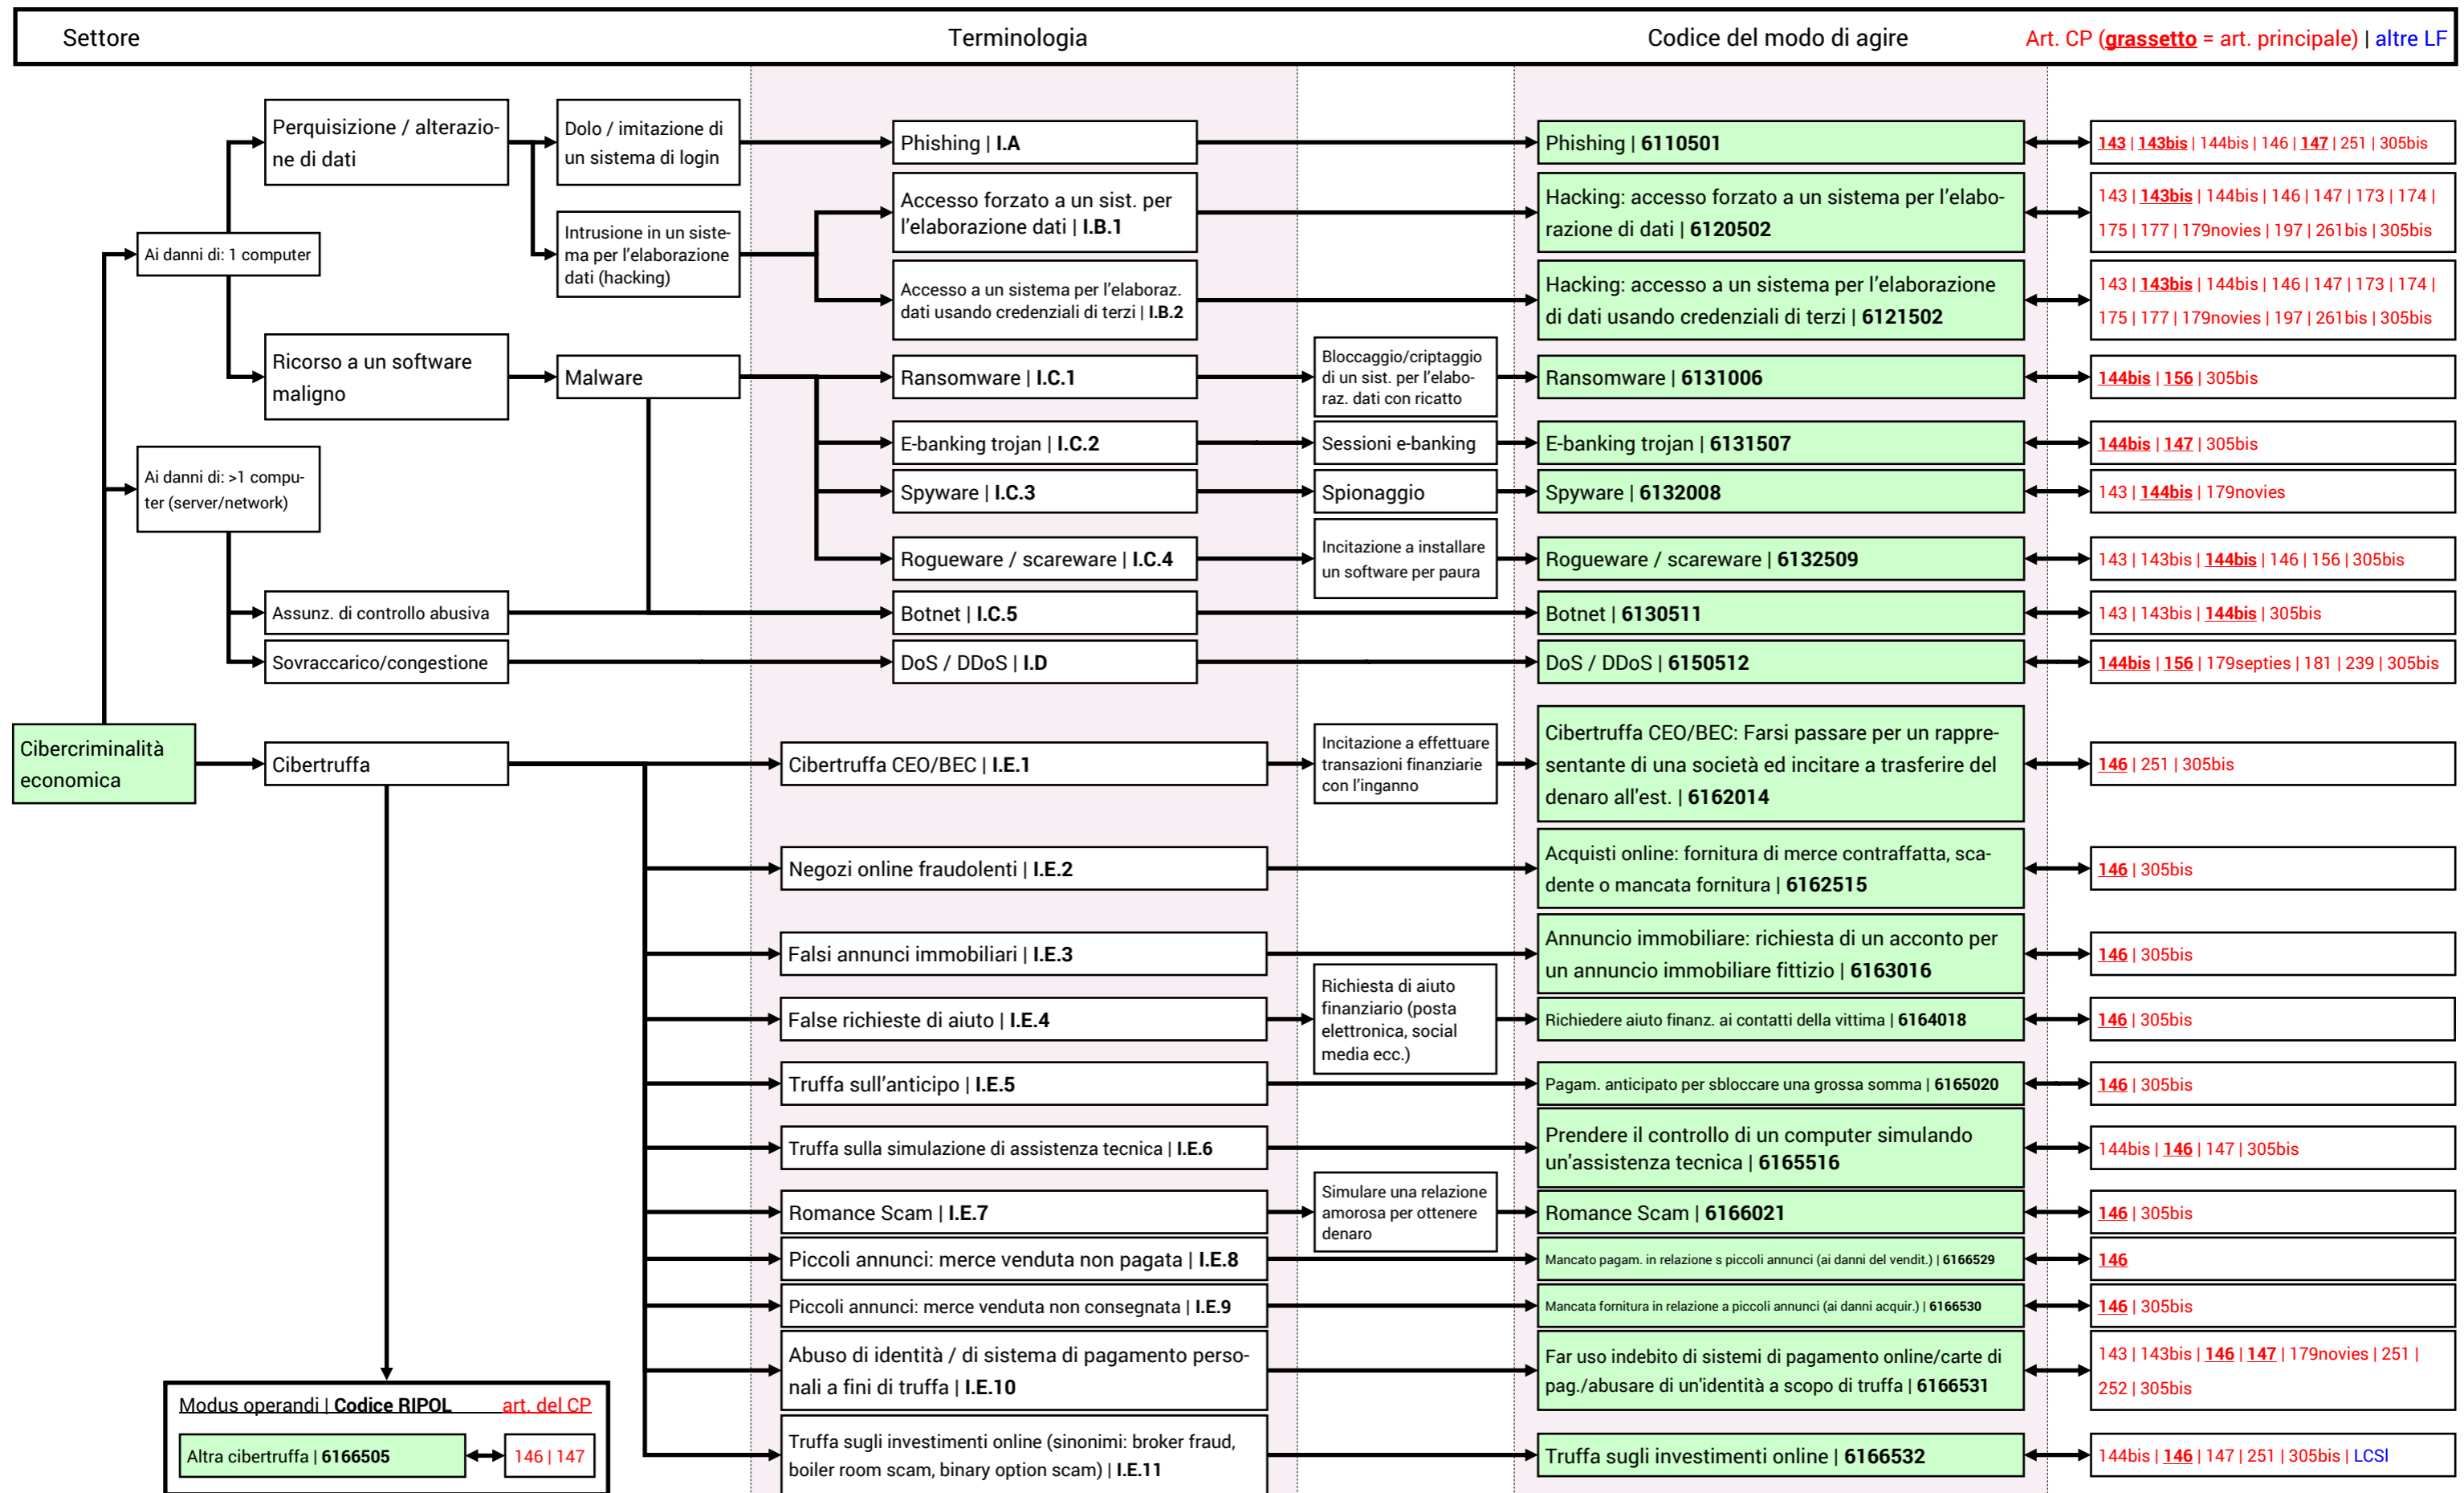 Settore
Terminologia
Codice del modo di agire
Art. CP (grassetto = art. principale) | altre LF
Perquisizione / alterazio-
ne di dati
Dolo / imitazione di
un sistema di login
Phishing | I.A
Phishing | 6110501
143 | 143bis | 144bis | 146 | 147 | 251 | 305bis
Ai danni di: 1 computer
Intrusione in un siste-
ma per l'elaborazione
dati (hacking)
Accesso forzato a un sist. per
l'elaborazione dati | I.B.1
Hacking: accesso forzato a un sistema per l'elabo-
razione di dati | 6120502
143 | 143bis | 144bis | 146 | 147 | 173 | 174 |
175 | 177 | 179novies | 197 | 261bis | 305bis
Accesso a un sistema per l'elaboraz.
dati usando credenziali di terzi | I.B.2
Hacking: accesso a un sistema per l'elaborazione
di dati usando credenziali di terzi | 6121502
143 | 143bis | 144bis | 146 | 147 | 173 | 174 |
175 | 177 | 179novies | 197 | 261bis | 305bis
Ricorso a un software
maligno
Malware
Ransomware | I.C.1
Bloccaggio/criptaggio
di un sist. per l'elabo-
raz. dati con ricatto
Ransomware | 6131006
144bis | 156 | 305bis
E-banking trojan | I.C.2
Sessioni e-banking
E-banking trojan | 6131507
144bis | 147 | 305bis
Ai danni di: >1 compu-
ter (server/network)
Spyware | I.C.3
Spionaggio
Spyware | 6132008
143 | 144bis | 179novies
Rogueware / scareware | I.C.4
Incitazione a installare
un software per paura
Rogueware / scareware | 6132509
143 | 143bis | 144bis | 146 | 156 | 305bis
Assunz. di controllo abusiva
Botnet | I.C.5
Botnet | 6130511
143 | 143bis | 144bis | 305bis
Sovraccarico/congestione
DoS / DDoS | I.D
DoS / DDoS | 6150512
144bis | 156 | 179septies | 181 | 239 | 305bis
Cibercriminalità
economica
Cibertruffa
Cibertruffa CEO/BEC | I.E.1
Incitazione a effettuare
transazioni finanziarie
con l'inganno
Cibertruffa CEO/BEC: Farsi passare per un rappre-
sentante di una società ed incitare a trasferire del
denaro all'est. | 6162014
146 | 251 | 305bis
Negozi online fraudolenti | I.E.2
Acquisti online: fornitura di merce contraffatta, sca-
dente o mancata fornitura | 6162515
146 | 305bis
Falsi annunci immobiliari | I.E.3
Annuncio immobiliare: richiesta di un acconto per
un annuncio immobiliare fittizio | 6163016
146 | 305bis
False richieste di aiuto | I.E.4
Richiesta di aiuto
finanziario (posta
elettronica, social
media ecc.)
Richiedere aiuto finanz. ai contatti della vittima | 6164018
146 | 305bis
Truffa sull'anticipo | I.E.5
Pagam. anticipato per sbloccare una grossa somma | 6165020
146 | 305bis
Truffa sulla simulazione di assistenza tecnica | I.E.6
Prendere il controllo di un computer simulando
un'assistenza tecnica | 6165516
144bis | 146 | 147 | 305bis
Romance Scam | I.E.7
Simulare una relazione
amorosa per ottenere
denaro
Romance Scam | 6166021
146 | 305bis
Piccoli annunci: merce venduta non pagata | I.E.8
Mancato pagam. in relazione s piccoli annunci (ai danni del vendit.) | 6166529
146
Piccoli annunci: merce venduta non consegnata | I.E.9
Mancata fornitura in relazione a piccoli annunci (ai danni acquir.) | 6166530
146 | 305bis
Abuso di identità / di sistema di pagamento perso-
nali a fini di truffa | I.E.10
Far uso indebito di sistemi di pagamento online/carte di
pag./abusare di un'identità a scopo di truffa | 6166531
143 | 143bis | 146 | 147 | 179novies | 251 |
252 | 305bis
Truffa sugli investimenti online (sinonimi: broker fraud,
boiler room scam, binary option scam) | I.E.11
Truffa sugli investimenti online | 6166532
144bis | 146 | 147 | 251 | 305bis | LCSl
Modus operandi | Codice RIPOL art. del CP
Altra cibertruffa | 6166505
146 | 147